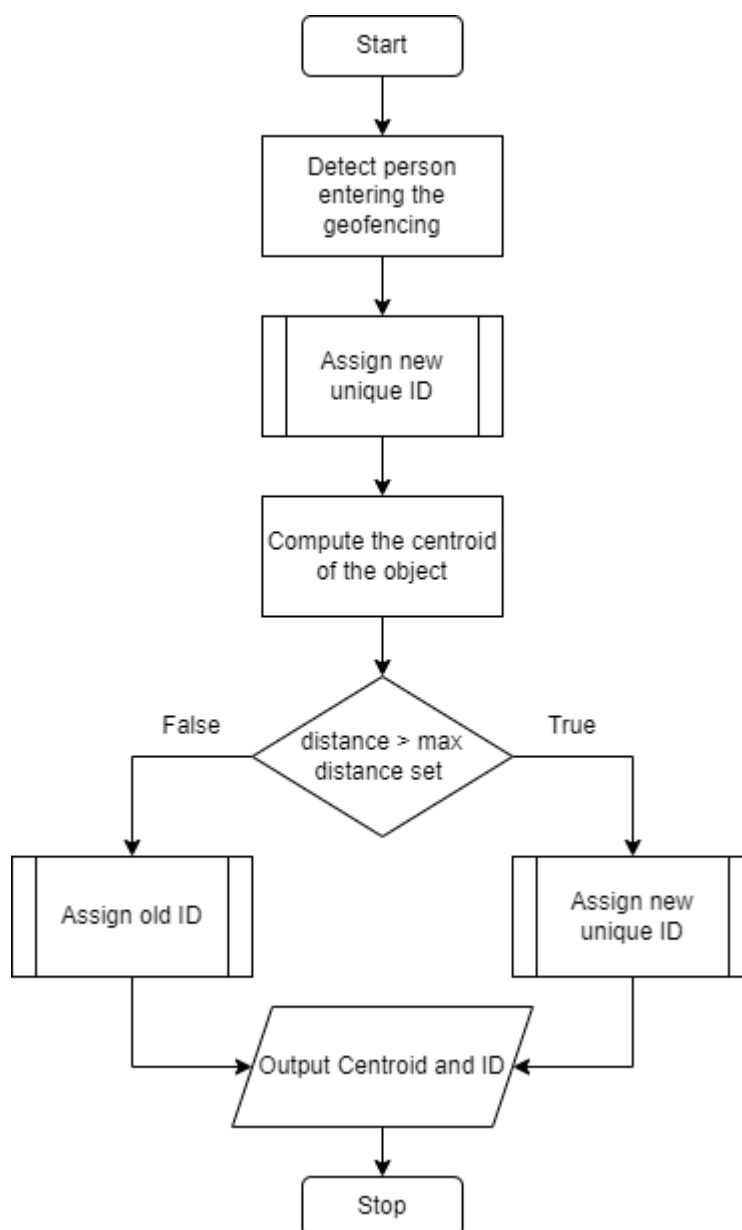 Start
Detect person
entering the
geofencing
Assign new
unique ID
Compute the centroid
of the object
False
True
distance > max
distance set
Assign old ID
Assign new
unique ID
Output Centroid and ID
Stop